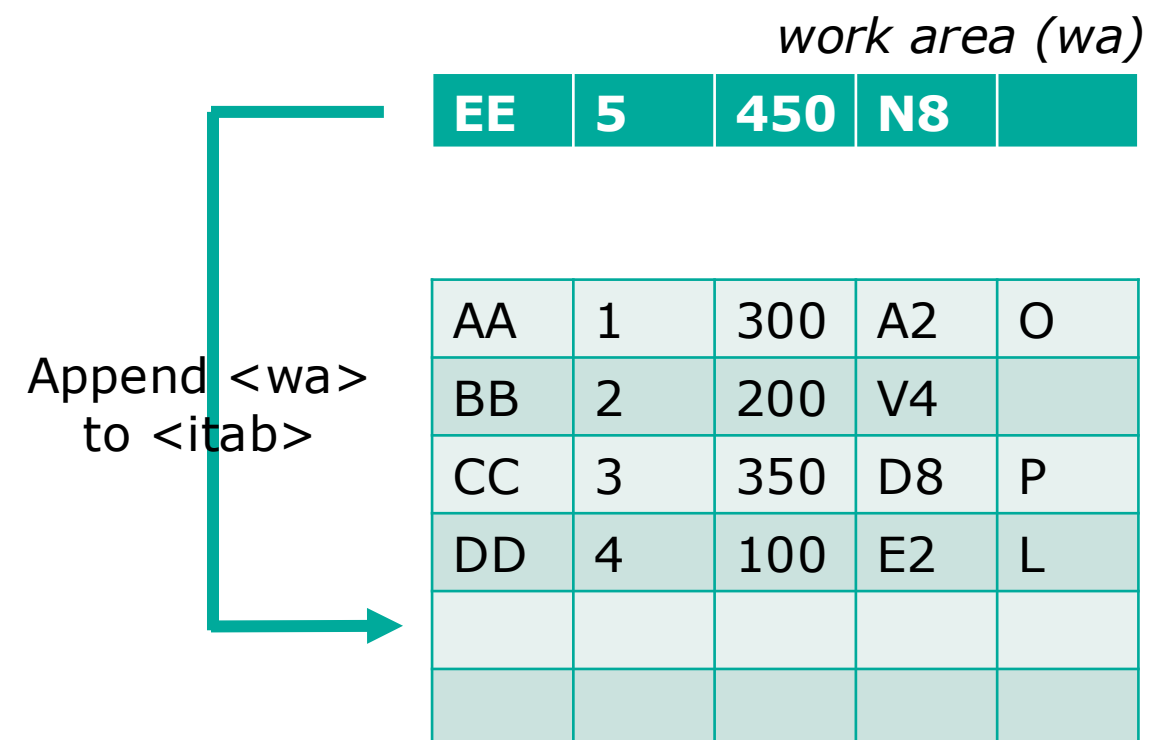 work area (wa)
EE 5 450 N8
AA 1 300 A2 O
BB 2 200 V4
CC 3 350 D8 P
DD 4 100 E2 L
Append <wa>
to <itab>